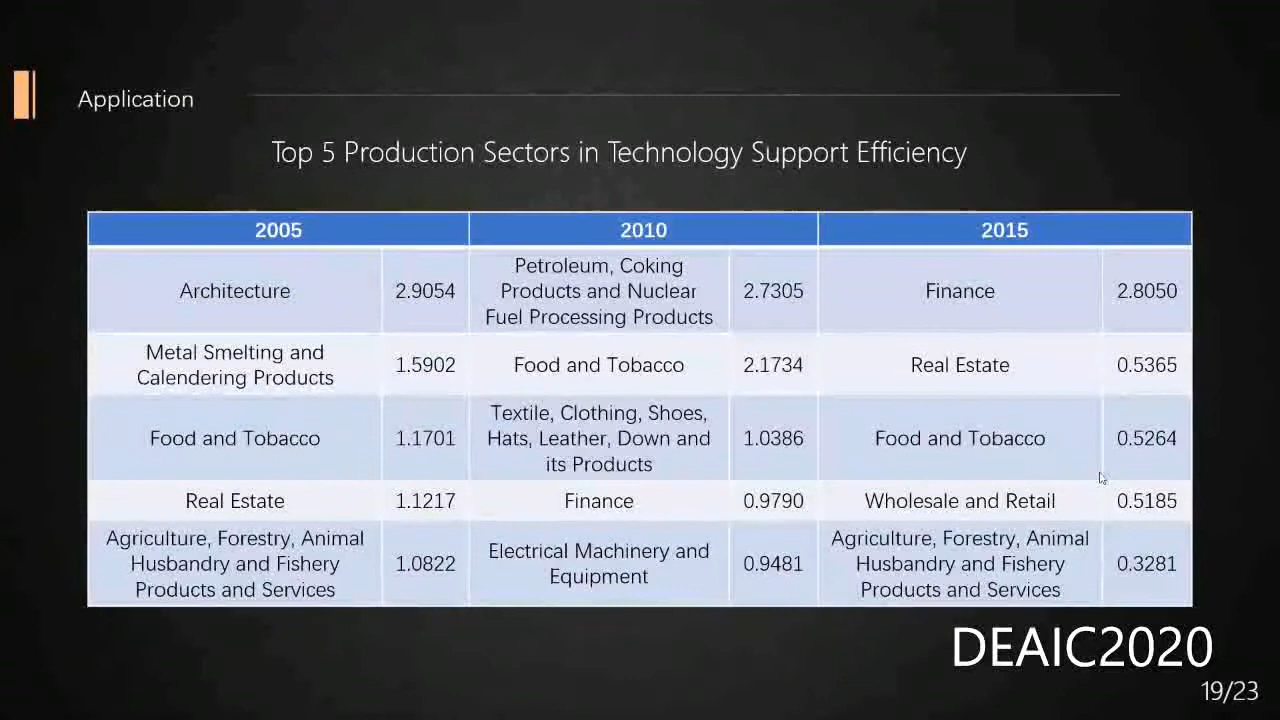 Application
Top 5 Production Sectors in Technology Support Efficiency
2005
2010
2015
Architecture
2.9054
Petroleum, Coking
Products and Nuclear
Fuel Processing Products
2.7305
Finance
2.8050
Metal Smelting and
Calendering Products
1.5902
Food and Tobacco
2.1734
Real Estate
0.5365
Food and Tobacco
1.1701
Textile, Clothing, Shoes,
Hats, Leather, Down and
its Products
1.0386
Food and Tobacco
0.5264
Real Estate
1.1217
Finance
0.9790
Wholesale and Retail
0.5185
Agriculture, Forestry, Animal
Husbandry and Fishery
Products and Services
1.0822
Electrical Machinery and
Equipment
0.9481
Agriculture, Forestry, Animal
Husbandry and Fishery
Products and Services
0.3281
DEAIC2020
19/23